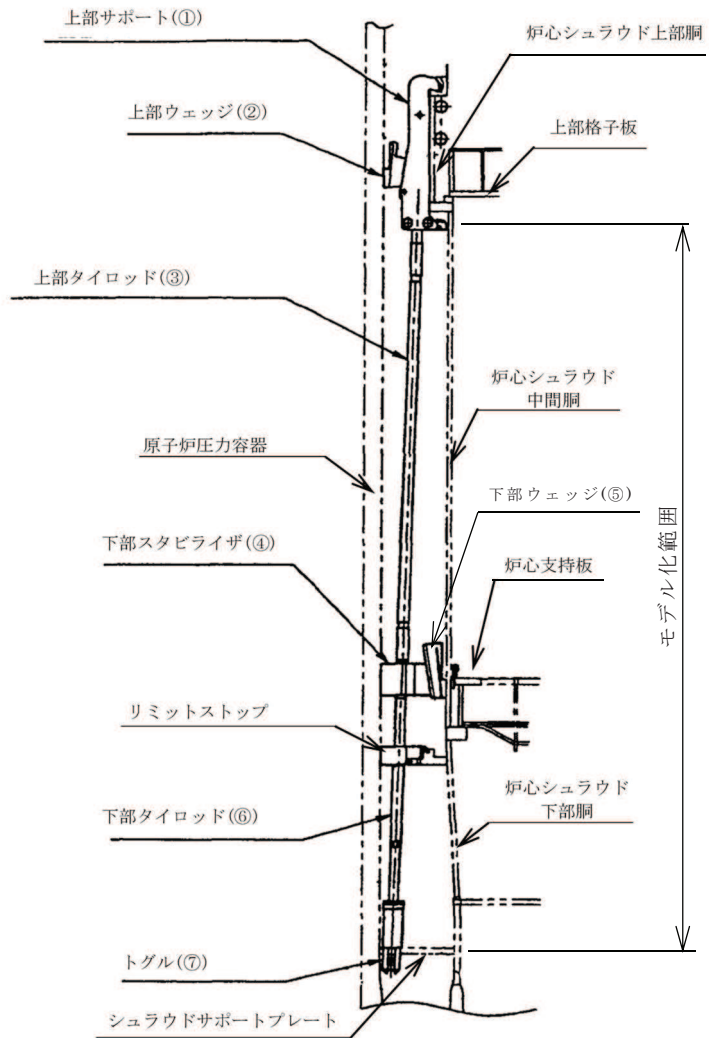 上部サポート(①)
炉心シュラウド上部胴
上部ウェッジ(②)
上部格子板
上部タイロッド(③)
炉心シュラウド
中間胴
原子炉圧力容器
下部ウェッジ(⑤)
モデル化範囲
下部スタビライザ(④)
炉心支持板
リミットストップ
炉心シュラウド
下部胴
下部タイロッド(⑥)
トグル(⑦)
シュラウドサポートプレート